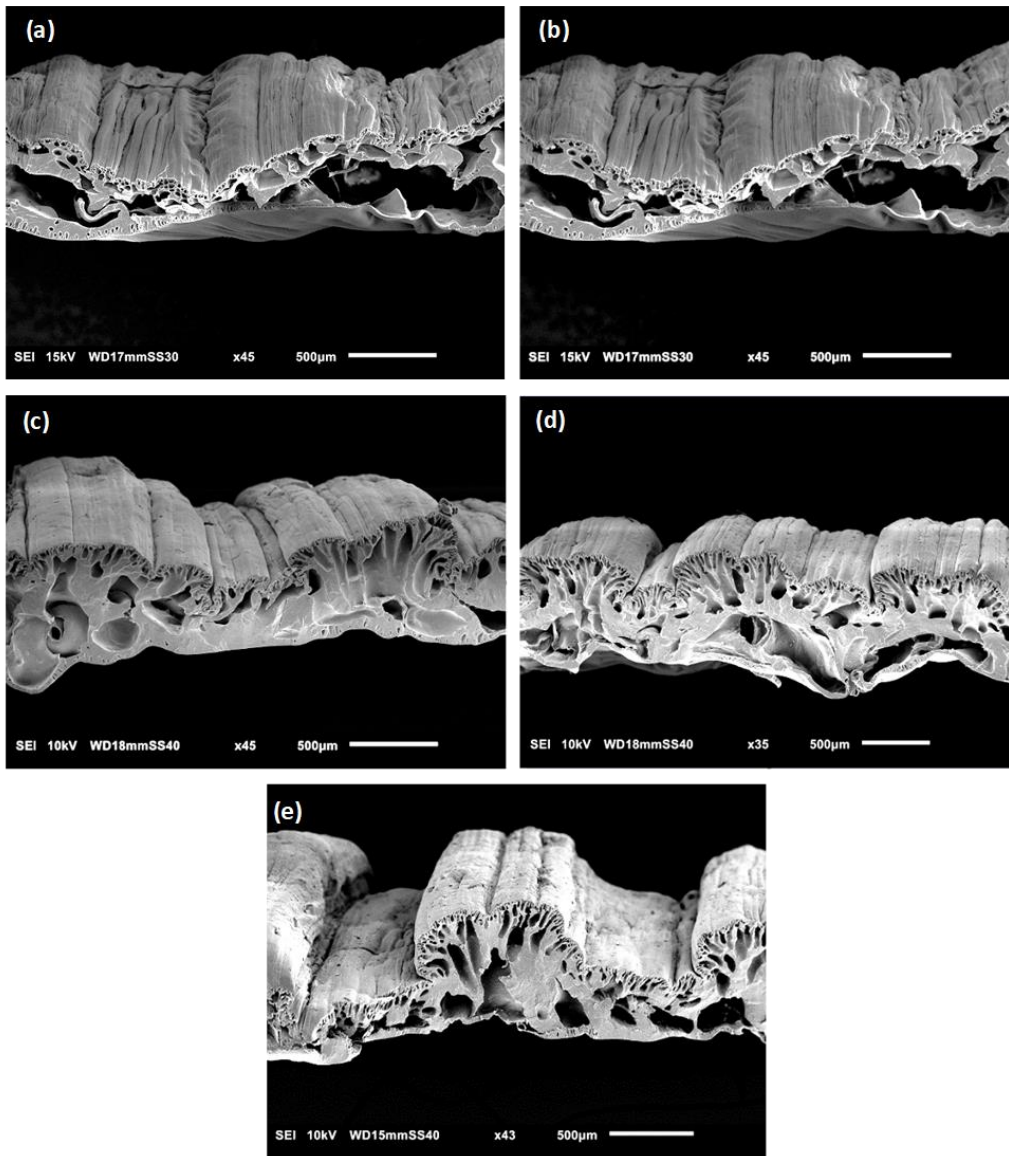 (a)
SEI 15kV WD17mmSS30 x45 500µm
(b)
SEI 15kV WD17mmSS30 x45 500µm
(c)
SEI 10kV WD18mmSS40 x45 500µm
(d)
SEI 10kV WD18mmSS40 x35 500µm
(e)
SEI 10kV WD15mmSS40 x43 500µm